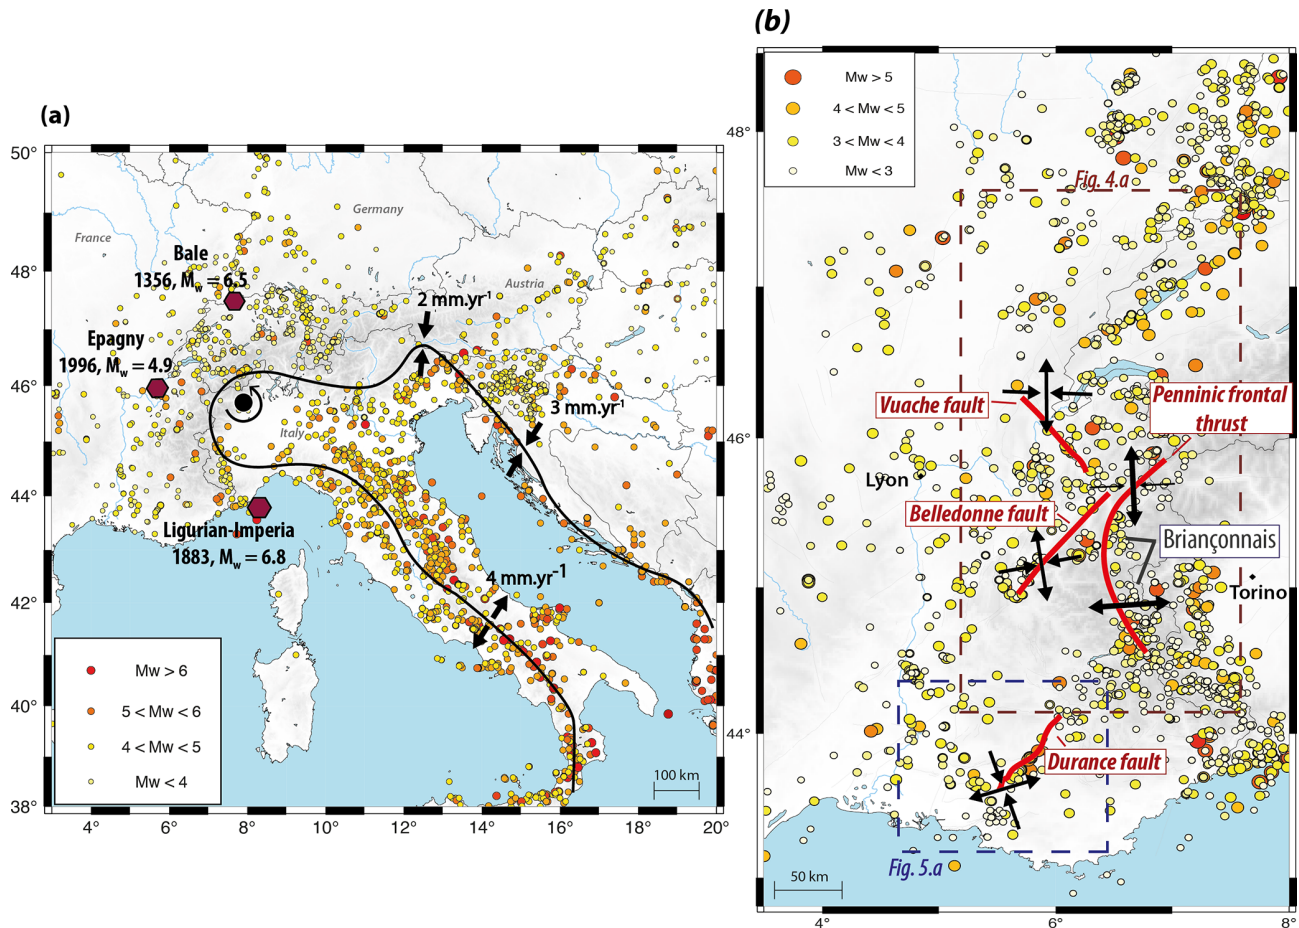 (a)
50°
48°
46°
44°
42°
40°
38°
4°
6°
8°
10°
12°
14°
16°
18°
20°
France
Germany
Austria
Italy
Bale
1356, Mw = 6.5
Epagny
1996, Mw = 4.9
Ligurian-Imperia
1883, Mw = 6.8
2 mm.yr-1
3 mm.yr-1
4 mm.yr-1
Mw > 6
5 < Mw < 6
4 < Mw < 5
Mw < 4
100 km
(b)
Mw > 5
4 < Mw < 5
3 < Mw < 4
Mw < 3
48°
46°
44°
4°
6°
8°
Fig. 4.a
Vuache fault
Penninic frontal
thrust
Lyon
Belledonne fault
Briançonnais
Torino
Durance fault
Fig. 5.a
50 km